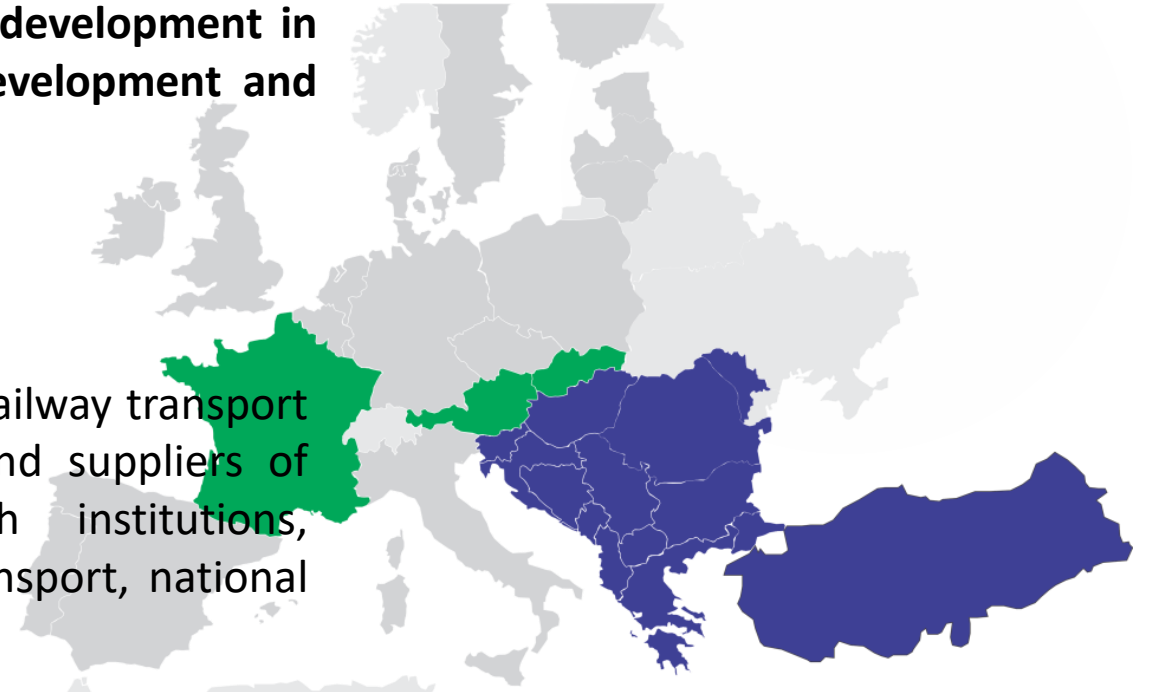 development in
evelopment and
ailway transport
nd suppliers of
h institutions,
nsport, national